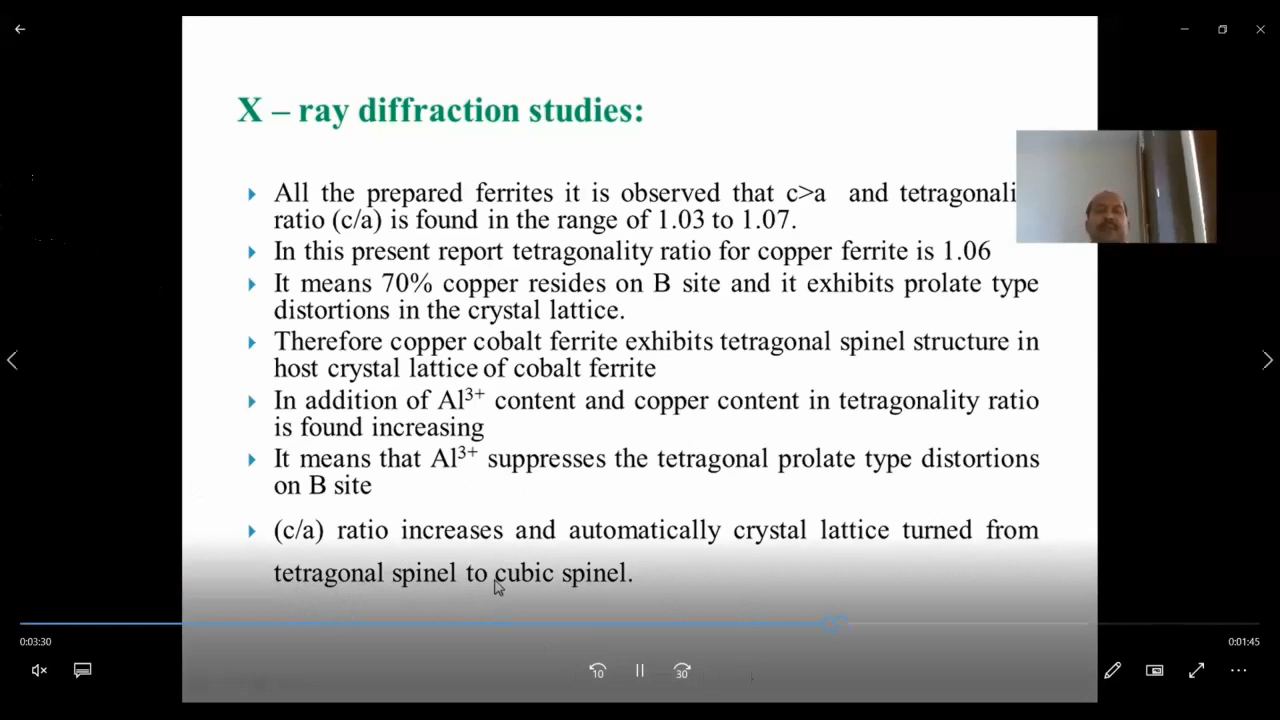 X – ray diffraction studies:
All the prepared ferrites it is observed that c>a and tetragonali
ratio (c/a) is found in the range of 1.03 to 1.07.
In this present report tetragonality ratio for copper ferrite is 1.06
It means 70% copper resides on B site and it exhibits prolate type
distortions in the crystal lattice.
Therefore copper cobalt ferrite exhibits tetragonal spinel structure in
host crystal lattice of cobalt ferrite
In addition of Al³⁺ content and copper content in tetragonality ratio
is found increasing
It means that Al³⁺ suppresses the tetragonal prolate type distortions
on B site
(c/a) ratio increases and automatically crystal lattice turned from
tetragonal spinel to cubic spinel.
0:03:30
0:01:45
10
30